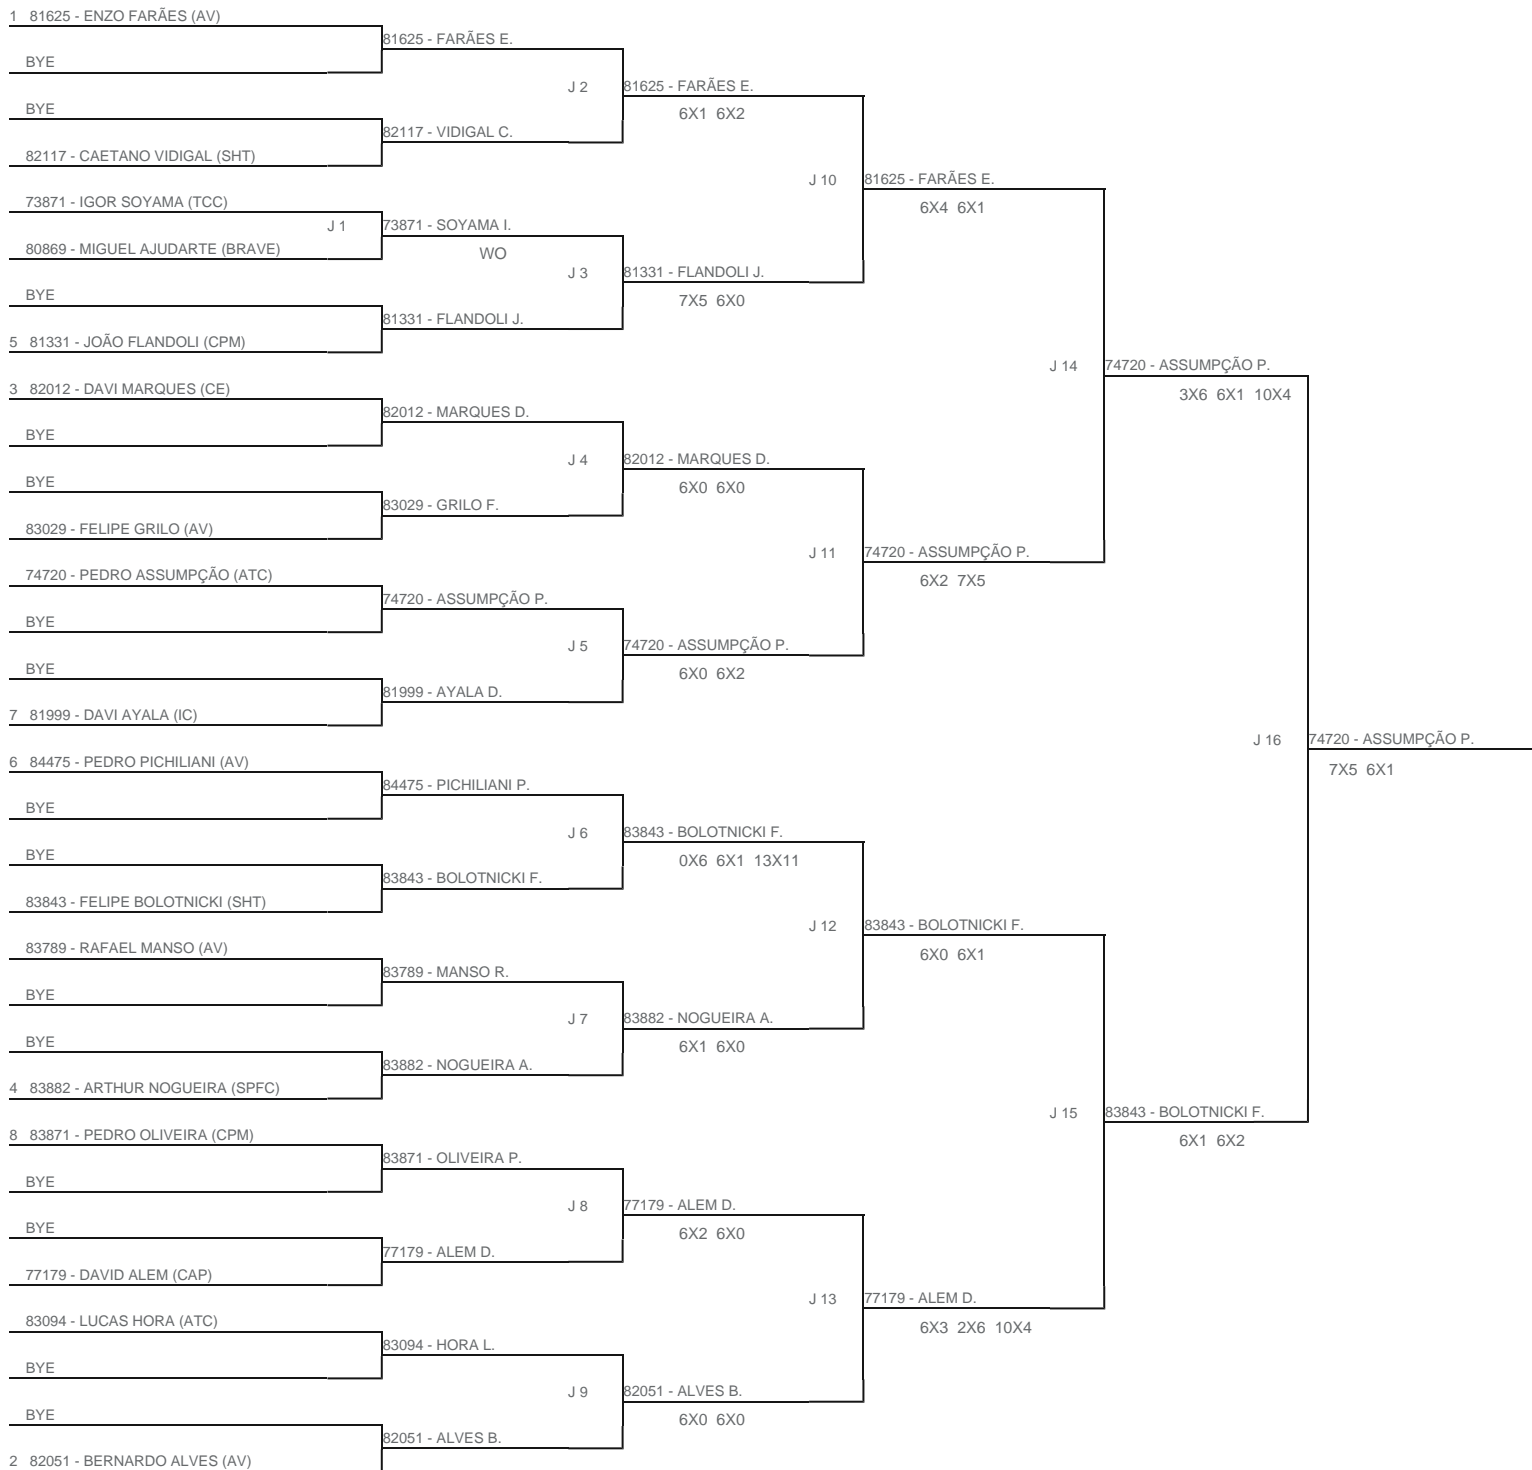 1 81625 - ENZO FARÃES (AV)
81625 - FARÃES E.
BYE
J 2
81625 - FARÃES E.
6X1 6X2
BYE
82117 - VIDIGAL C.
82117 - CAETANO VIDIGAL (SHT)
J 10
81625 - FARÃES E.
6X4 6X1
73871 - IGOR SOYAMA (TCC)
J 1
73871 - SOYAMA I.
WO
80869 - MIGUEL AJUDARTE (BRAVE)
J 3
81331 - FLANDOLI J.
7X5 6X0
BYE
81331 - FLANDOLI J.
5 81331 - JOÃO FLANDOLI (CPM)
J 14
74720 - ASSUMPÇÃO P.
3X6 6X1 10X4
3 82012 - DAVI MARQUES (CE)
82012 - MARQUES D.
BYE
J 4
82012 - MARQUES D.
6X0 6X0
BYE
83029 - GRILO F.
83029 - FELIPE GRILO (AV)
J 11
74720 - ASSUMPÇÃO P.
6X2 7X5
74720 - PEDRO ASSUMPÇÃO (ATC)
74720 - ASSUMPÇÃO P.
BYE
J 5
74720 - ASSUMPÇÃO P.
6X0 6X2
BYE
81999 - AYALA D.
7 81999 - DAVI AYALA (IC)
J 16
74720 - ASSUMPÇÃO P.
7X5 6X1
6 84475 - PEDRO PICHILIANI (AV)
84475 - PICHILIANI P.
BYE
J 6
83843 - BOLOTNICKI F.
0X6 6X1 13X11
BYE
83843 - BOLOTNICKI F.
83843 - FELIPE BOLOTNICKI (SHT)
J 12
83843 - BOLOTNICKI F.
6X0 6X1
83789 - RAFAEL MANSO (AV)
83789 - MANSO R.
BYE
J 7
83882 - NOGUEIRA A.
6X1 6X0
BYE
83882 - NOGUEIRA A.
4 83882 - ARTHUR NOGUEIRA (SPFC)
J 15
83843 - BOLOTNICKI F.
6X1 6X2
8 83871 - PEDRO OLIVEIRA (CPM)
83871 - OLIVEIRA P.
BYE
J 8
77179 - ALEM D.
6X2 6X0
BYE
77179 - ALEM D.
77179 - DAVID ALEM (CAP)
J 13
77179 - ALEM D.
6X3 2X6 10X4
83094 - LUCAS HORA (ATC)
83094 - HORA L.
BYE
J 9
82051 - ALVES B.
6X0 6X0
BYE
82051 - ALVES B.
2 82051 - BERNARDO ALVES (AV)